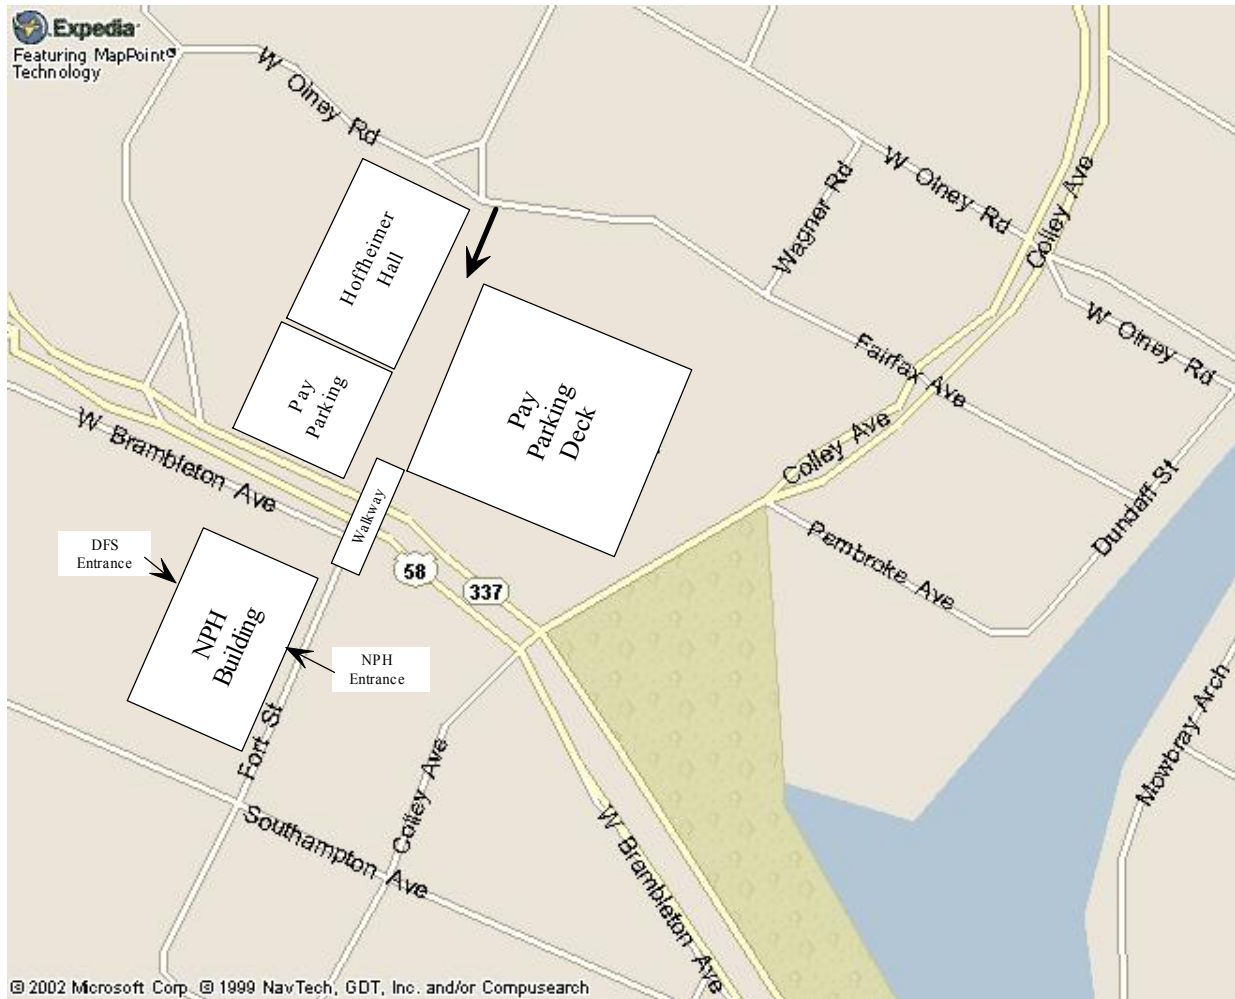 Expedia
Featuring MapPoint
Technology
W Olney Rd
W Olney Rd
Colley Ave
Wagner Rd
Hoffheimer
Hall
W Olney Rd
Pay
Parking
Pay
Parking
Deck
Fairfax Ave
W Brambleton Ave
Colley Ave
Walkway
Dundaff St
Pembroke Ave
DFS
Entrance
58
337
NPH
Building
NPH
Entrance
Fort St
Mowbray Arch
Colley Ave
Southampton Ave
W Brambleton Ave
© 2002 Microsoft Corp © 1999 NavTech, GDT, Inc. and/or Compusearch